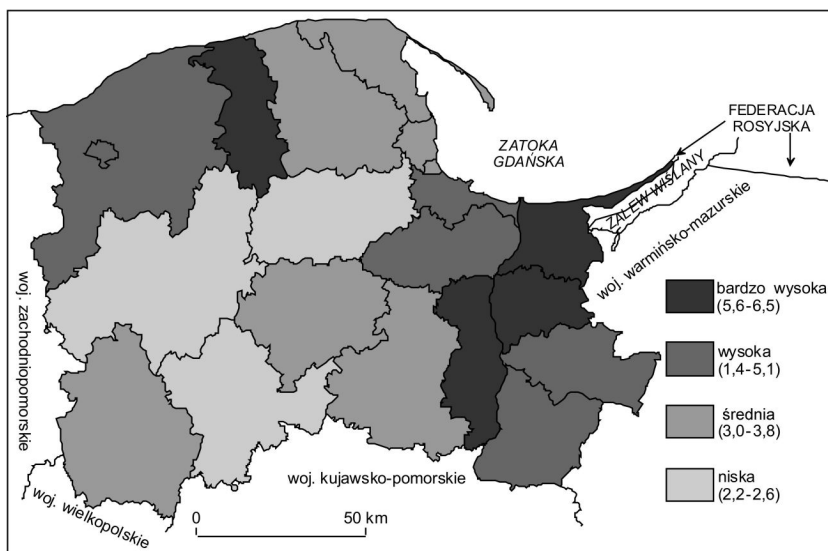 FEDERACJA
ROSYJSKA
ZATOKA
GDAŃSKA
ZALEW WIŚLANY
woj. warmińsko-mazurskie
woj. zachodniopomorskie
bardzo wysoka
(5,6-6,5)
wysoka
(1,4-5,1)
średnia
(3,0-3,8)
niska
(2,2-2,6)
woj. kujawsko-pomorskie
woj. wielkopolskie
0 50 km